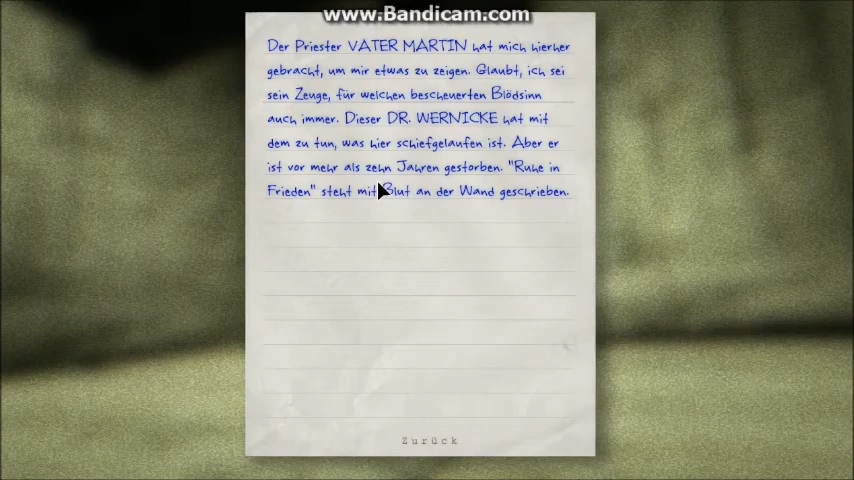 www.Bandicam.com
Der Priester VATER MARTIN hat mich hierher
gebracht, um mir etwas zu zeigen. Glaubt, ich sei
sein Zeuge, für welchen bescheuerten Blödsinn
auch immer. Dieser DR. WERNICKE hat mit
dem zu tun, was hier schiefgelaufen ist. Aber er
ist vor mehr als zehn Jahren gestorben. "Ruhe in
Frieden" steht mit Blut an der Wand geschrieben.
Zurück